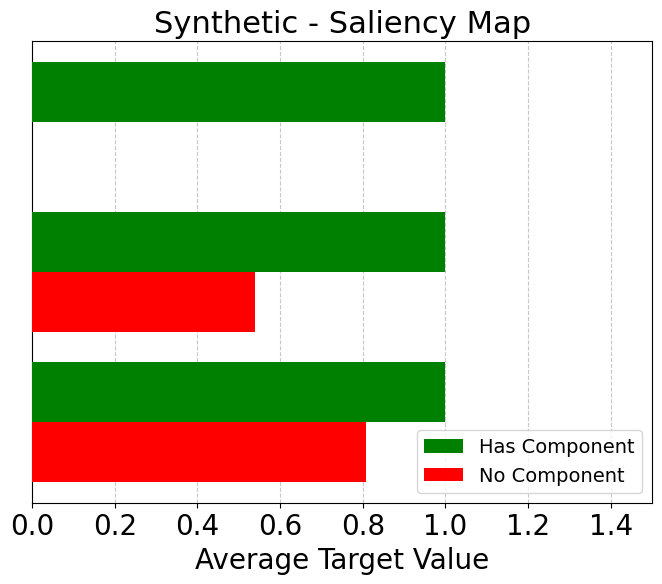 Synthetic - Saliency Map
Has Component
No Component
0.0 0.2 0.4 0.6 0.8 1.0 1.2 1.4
Average Target Value